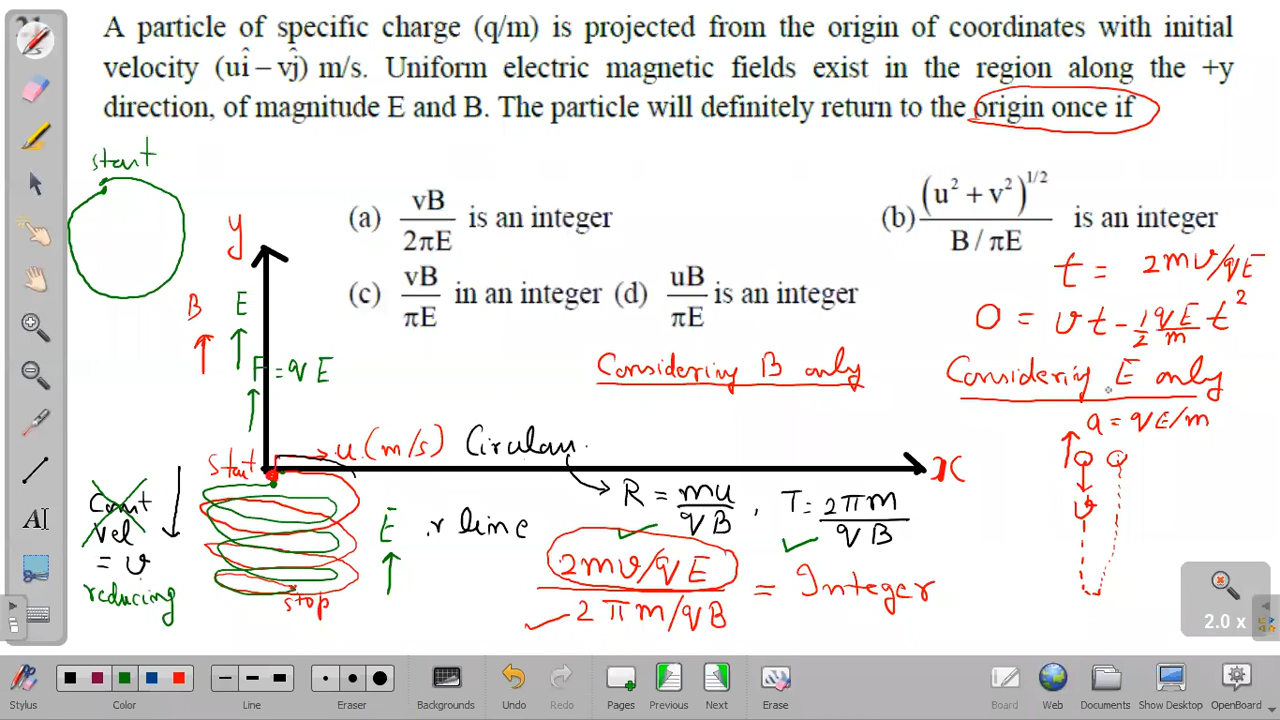 A particle of specific charge (q/m) is projected from the origin of coordinates with initial
velocity (uî – vĵ) m/s. Uniform electric magnetic fields exist in the region along the +y
direction, of magnitude E and B. The particle will definitely return to the origin once if
start
(a) vB/2πE is an integer
(b) (u² + v²)^1/2 / B / πE is an integer
(c) vB/πE in an integer (d) uB/πE is an integer
y
B E
F = qE
t = 2mv/qE
0 = vt - 1/2 qE/m t²
Considering B only
Considering E only
a = qE/m
start
u (m/s) Circular
x
R = mu/qB , T = 2πm/qB
v
Const
vel
= v
reducing
E
r line
2mv/qE / 2πm/qB = Integer
stop
2.0 x
Stylus
Color
Line
Eraser
Backgrounds
Undo
Redo
Pages
Previous
Next
Erase
Board
Web
Documents
Show Desktop
OpenBoard